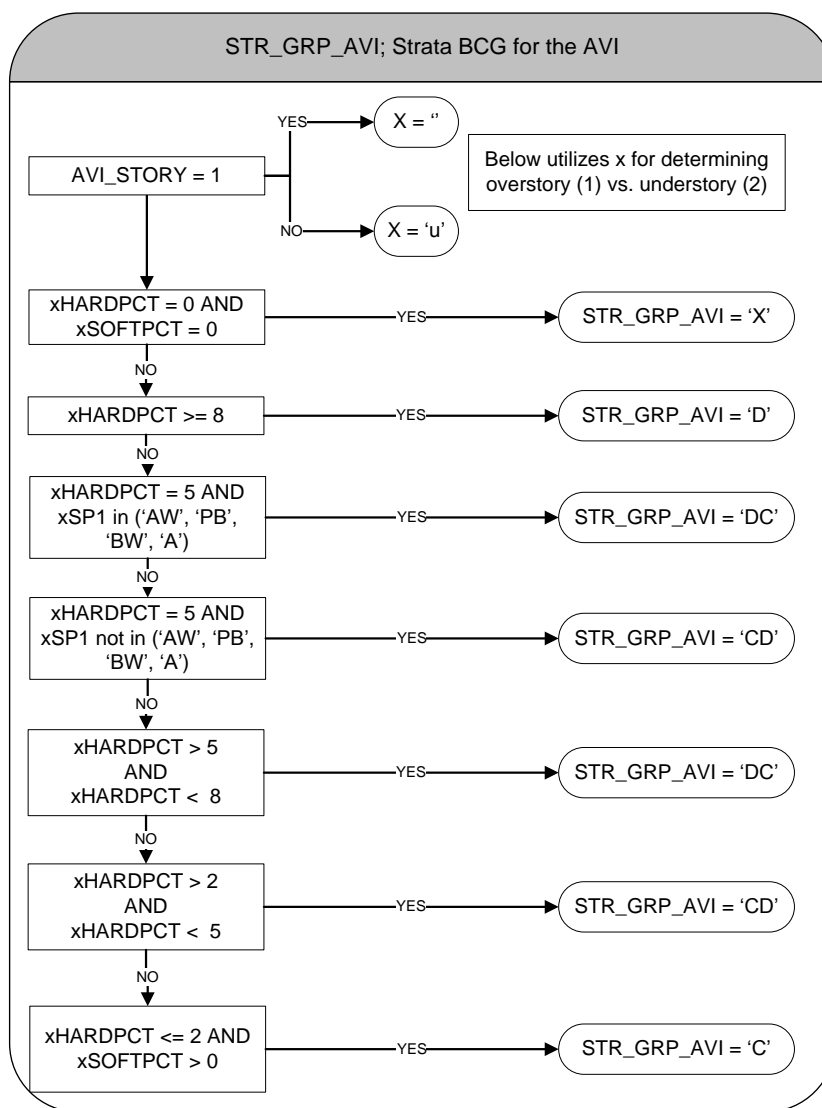 STR_GRP_AVI; Strata BCG for the AVI
YES
X = ‘’
AVI_STORY = 1
Below utilizes x for determining
overstory (1) vs. understory (2)
NO
X = ‘u’
xHARDPCT = 0 AND
xSOFTPCT = 0
YES
STR_GRP_AVI = ‘X’
NO
xHARDPCT >= 8
YES
STR_GRP_AVI = ‘D’
NO
xHARDPCT = 5 AND
xSP1 in (‘AW’, ‘PB’,
‘BW’, ‘A’)
YES
STR_GRP_AVI = ‘DC’
NO
xHARDPCT = 5 AND
xSP1 not in (‘AW’, ‘PB’,
‘BW’, ‘A’)
YES
STR_GRP_AVI = ‘CD’
NO
xHARDPCT > 5
AND
xHARDPCT < 8
YES
STR_GRP_AVI = ‘DC’
NO
xHARDPCT > 2
AND
xHARDPCT < 5
YES
STR_GRP_AVI = ‘CD’
NO
xHARDPCT <= 2 AND
xSOFTPCT > 0
YES
STR_GRP_AVI = ‘C’